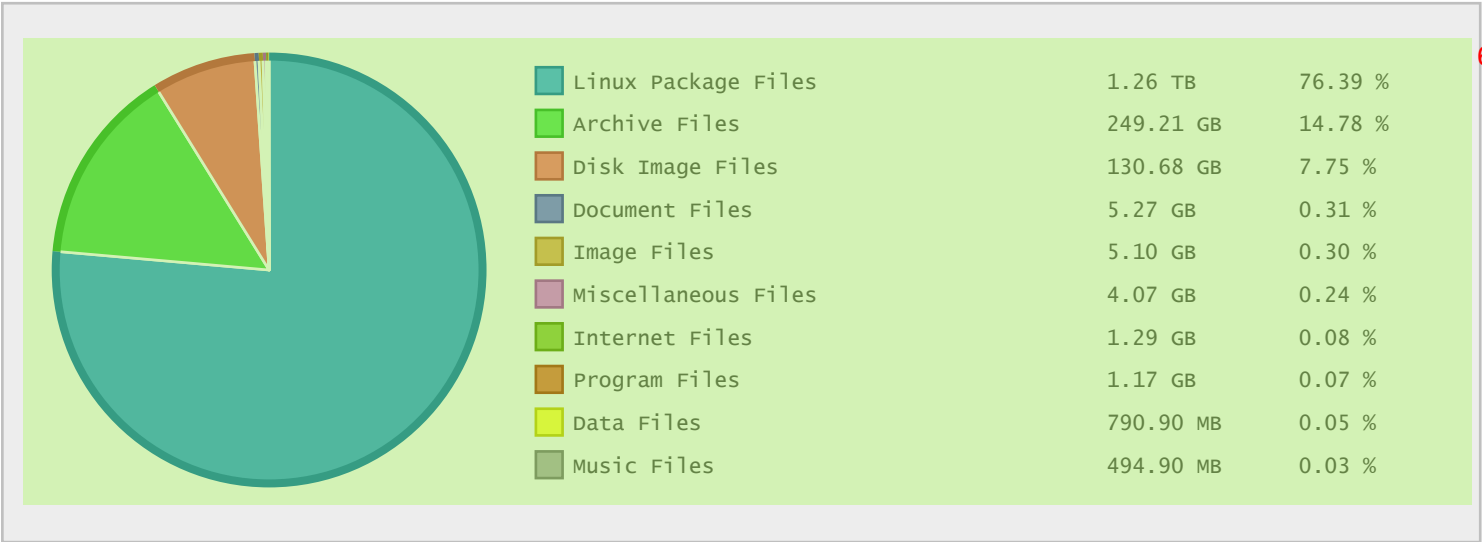 Linux Package Files 1.26 TB 76.39 %
Archive Files 249.21 GB 14.78 %
Disk Image Files 130.68 GB 7.75 %
Document Files 5.27 GB 0.31 %
Image Files 5.10 GB 0.30 %
Miscellaneous Files 4.07 GB 0.24 %
Internet Files 1.29 GB 0.08 %
Program Files 1.17 GB 0.07 %
Data Files 790.90 MB 0.05 %
Music Files 494.90 MB 0.03 %